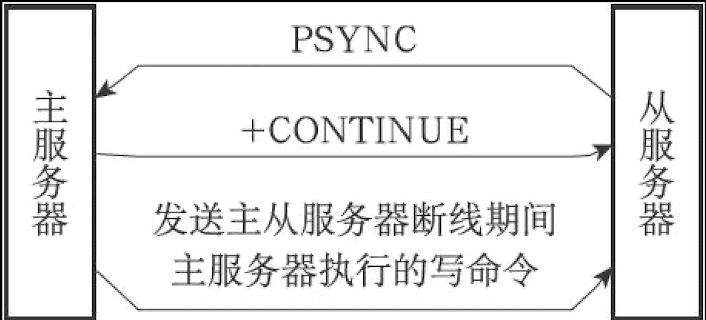 主服务器
PSYNC
+CONTINUE
发送主从服务器断线期间
主服务器执行的写命令
从服务器